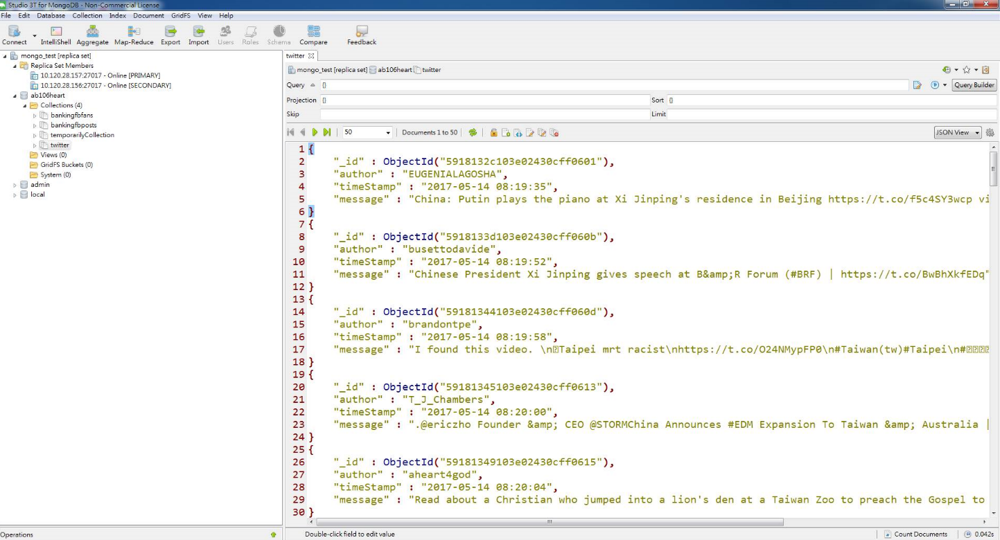 Studio 3T for MongoDB - Non-Commercial License
File Edit Database Collection Index Document GridFS View Help
Connect IntelliShell Aggregate Map-Reduce Export Import Users Roles Schema Compare Feedback
mongo_test [replica set]
Replica Set Members
10.120.28.157:27017 - Online [PRIMARY]
10.120.28.156:27017 - Online [SECONDARY]
ab106heart
Collections (4)
bankingfbfans
bankingfbposts
temporarilyCollection
twitter
Views (0)
GridFS Buckets (0)
System (0)
admin
local
Operations
twitter
mongo_test [replica set] ab106heart twitter
Query {} Query Builder
Projection {} Sort {}
Skip Limit
50 Documents 1 to 50 JSON View
1 {
2 "_id" : ObjectId("5918132c103e02430cff0601"),
3 "author" : "EUGENIALAGOSHA",
4 "timeStamp" : "2017-05-14 08:19:35",
5 "message" : "China: Putin plays the piano at Xi Jinping's residence in Beijing https://t.co/f5c4SY3wcp vi
6 }
7 {
8 "_id" : ObjectId("5918133d103e02430cff060b"),
9 "author" : "busettodavide",
10 "timeStamp" : "2017-05-14 08:19:52",
11 "message" : "Chinese President Xi Jinping gives speech at B&amp;R Forum (#BRF) | https://t.co/BwBhXkfEDq"
12 }
13 {
14 "_id" : ObjectId("59181344103e02430cff060d"),
15 "author" : "brandontpe",
16 "timeStamp" : "2017-05-14 08:19:58",
17 "message" : "I found this video. \n⍰Taipei mrt racist\nhttps://t.co/O24NMypFP0\n#Taiwan(tw)#Taipei\n#⍰⍰⍰⍰
18 }
19 {
20 "_id" : ObjectId("59181345103e02430cff0613"),
21 "author" : "T_J_Chambers",
22 "timeStamp" : "2017-05-14 08:20:00",
23 "message" : ".@ericzho Founder &amp; CEO @STORMChina Announces #EDM Expansion To Taiwan &amp; Australia |
24 }
25 {
26 "_id" : ObjectId("59181349103e02430cff0615"),
27 "author" : "aheart4god",
28 "timeStamp" : "2017-05-14 08:20:04",
29 "message" : "Read about a Christian who jumped into a lion's den at a Taiwan Zoo to preach the Gospel to
30 }
Double-click field to edit value Count Documents 0.042s